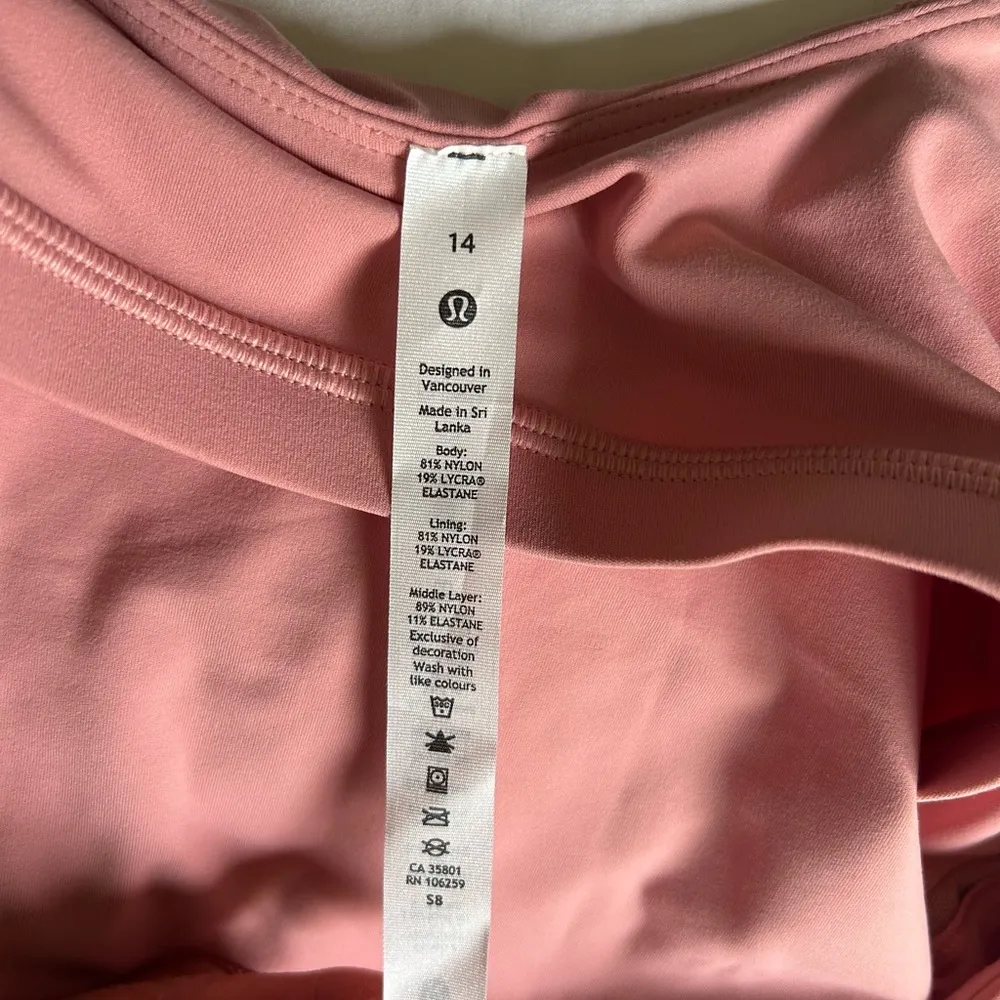 14
Designed in
Vancouver
Made in Sri
Lanka
Body:
81% NYLON
19% LYCRA®
ELASTANE
Lining:
81% NYLON
19% LYCRA®
ELASTANE
Middle Layer:
89% NYLON
11% ELASTANE
Exclusive of
decoration
Wash with
like colours
30C
CA 35801
RN 106259
S8